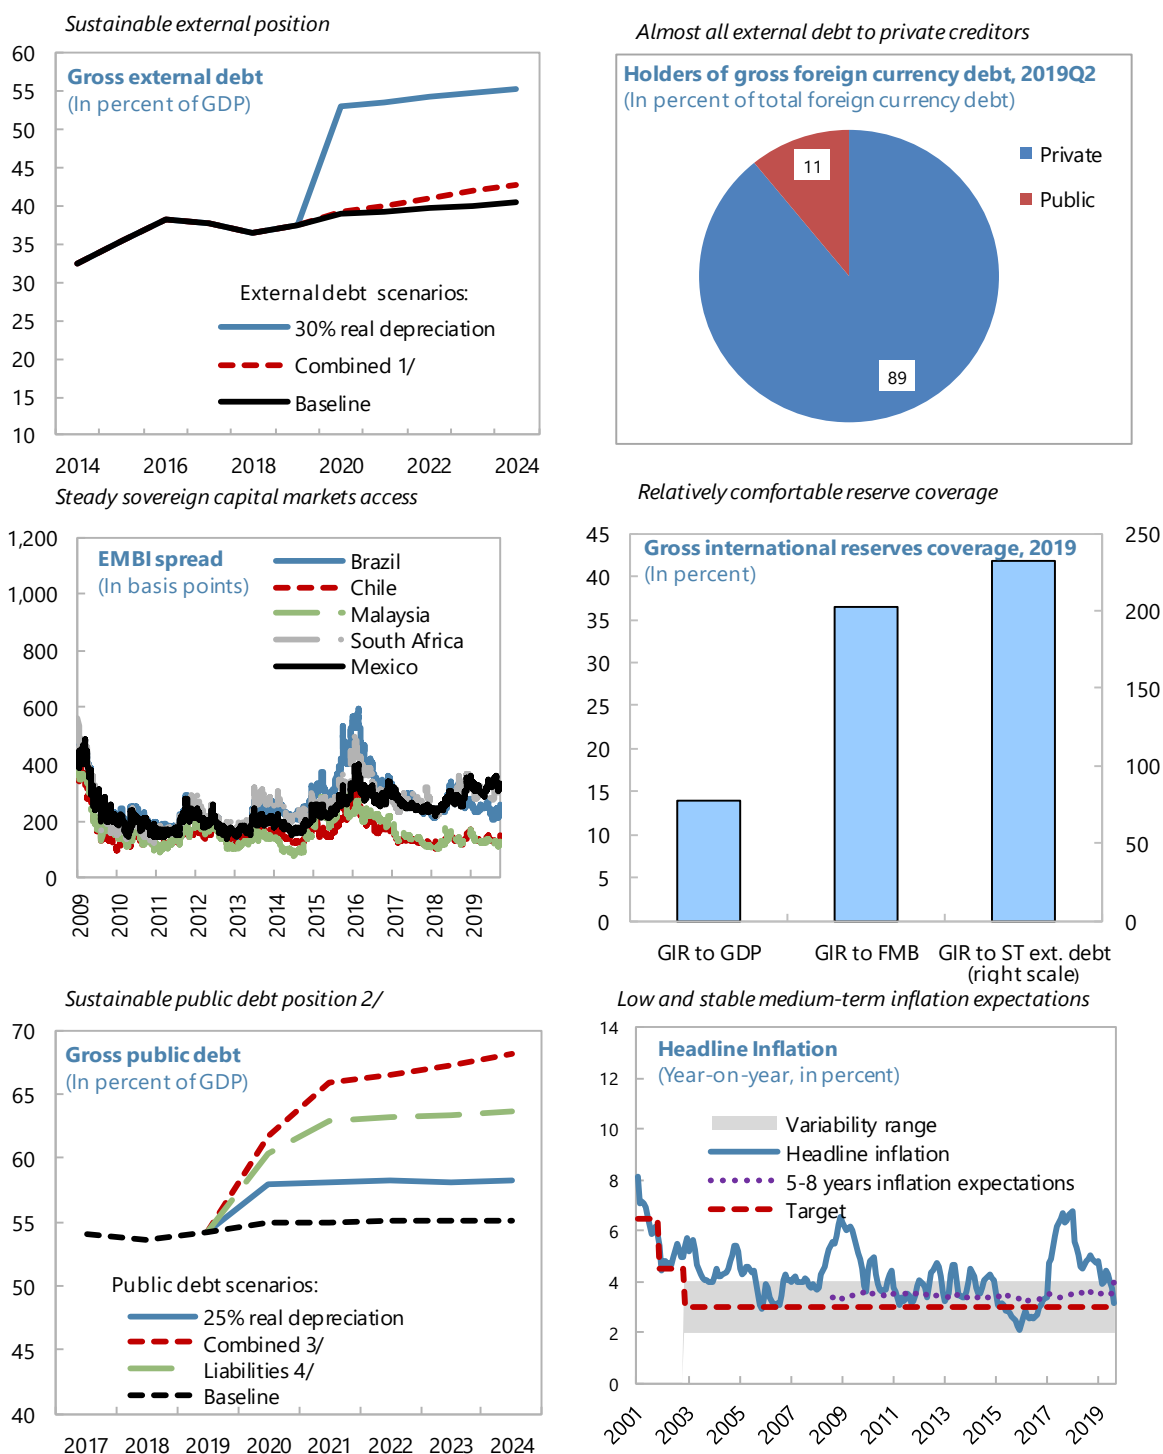 Sustainable external position
Gross external debt
(In percent of GDP)
60
55
50
45
40
35
30
25
20
15
10
External debt scenarios:
30% real depreciation
Combined 1/
Baseline
2014
2016
2018
2020
2022
2024
Almost all external debt to private creditors
Holders of gross foreign currency debt, 2019Q2
(In percent of total foreign currency debt)
11
89
Private
Public
Steady sovereign capital markets access
EMBI spread
(In basis points)
1,200
1,000
800
600
400
200
0
Brazil
Chile
Malaysia
South Africa
Mexico
2009
2010
2011
2012
2013
2014
2015
2016
2017
2018
2019
Relatively comfortable reserve coverage
Gross international reserves coverage, 2019
(In percent)
45
40
35
30
25
20
15
10
5
0
250
200
150
100
50
0
GIR to GDP
GIR to FMB
GIR to ST ext. debt
(right scale)
Sustainable public debt position 2/
Gross public debt
(In percent of GDP)
70
65
60
55
50
45
40
Public debt scenarios:
25% real depreciation
Combined 3/
Liabilities 4/
Baseline
2017
2018
2019
2020
2021
2022
2023
2024
Low and stable medium-term inflation expectations
Headline Inflation
(Year-on-year, in percent)
14
12
10
8
6
4
2
0
Variability range
Headline inflation
5-8 years inflation expectations
Target
2001
2003
2005
2007
2009
2011
2013
2015
2017
2019